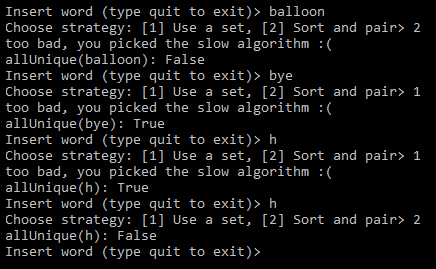 Insert word (type quit to exit)> balloon
Choose strategy: [1] Use a set, [2] Sort and pair> 2
too bad, you picked the slow algorithm :(
allUnique(balloon): False
Insert word (type quit to exit)> bye
Choose strategy: [1] Use a set, [2] Sort and pair> 1
too bad, you picked the slow algorithm :(
allUnique(bye): True
Insert word (type quit to exit)> h
Choose strategy: [1] Use a set, [2] Sort and pair> 1
too bad, you picked the slow algorithm :(
allUnique(h): True
Insert word (type quit to exit)> h
Choose strategy: [1] Use a set, [2] Sort and pair> 2
allUnique(h): False
Insert word (type quit to exit)>